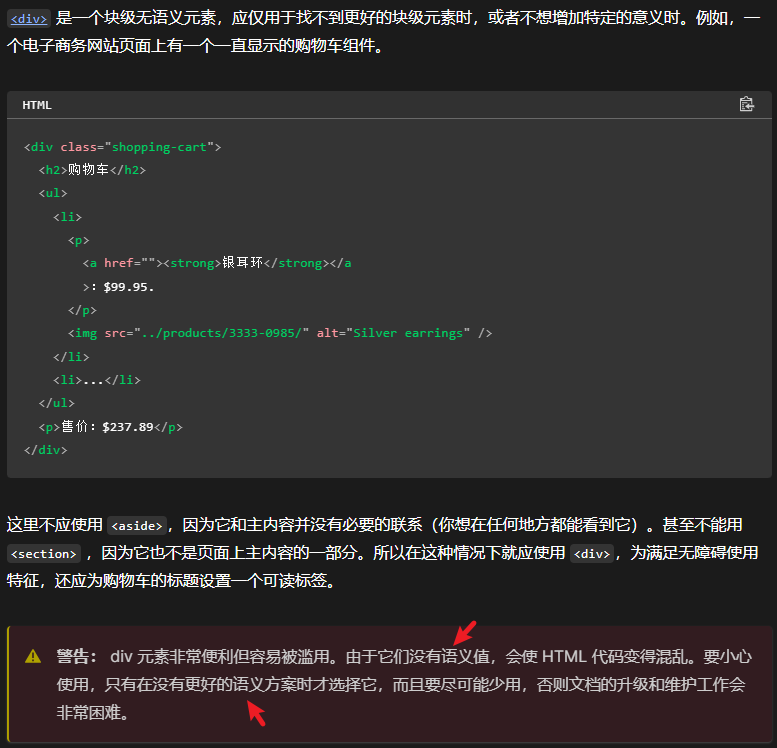 <div> 是一个块级无语义元素，应仅用于找不到更好的块级元素时，或者不想增加特定的意义时。例如，一
个电子商务网站页面上有一个一直显示的购物车组件。
HTML
<div class="shopping-cart">
<h2>购物车</h2>
<ul>
<li>
<p>
<a href=""><strong>银耳环</strong></a
>：$99.95.
</p>
<img src="../products/3333-0985/" alt="Silver earrings" />
</li>
<li>...</li>
</ul>
<p>售价：$237.89</p>
</div>
这里不应使用 <aside>，因为它和主内容并没有必要的联系（你想在任何地方都能看到它）。甚至不能用
<section> ，因为它也不是页面上主内容的一部分。所以在这种情况下就应使用 <div>，为满足无障碍使用
特征，还应为购物车的标题设置一个可读标签。
警告： div 元素非常便利但容易被滥用。由于它们没有语义值，会使 HTML 代码变得混乱。要小心
使用，只有在没有更好的语义方案时才选择它，而且要尽可能少用，否则文档的升级和维护工作会
非常困难。